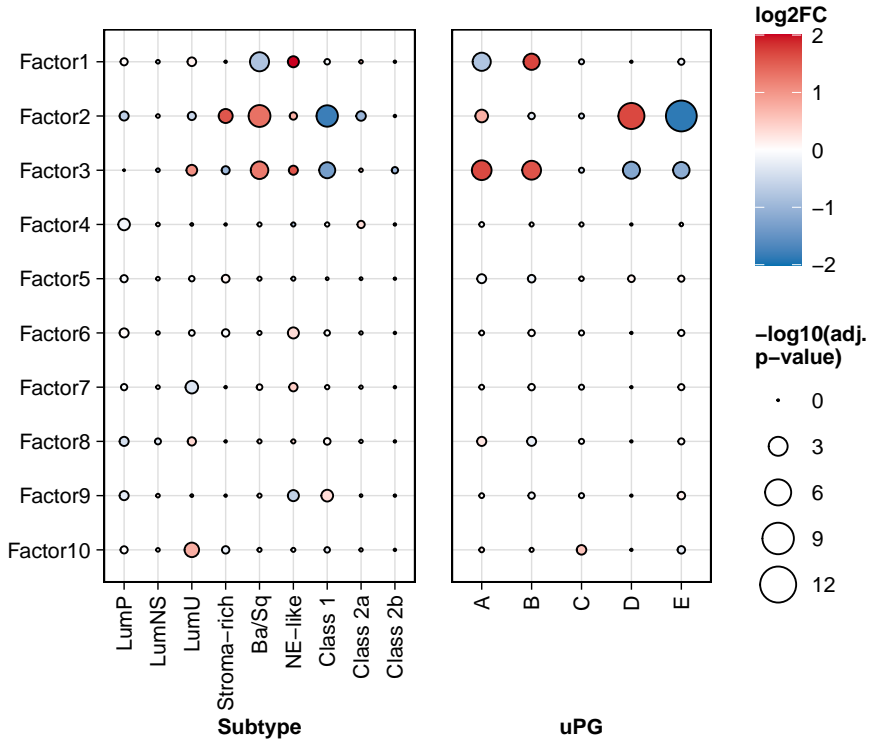 log2FC
2
1
0
−1
−2
Factor1
Factor2
Factor3
Factor4
Factor5
Factor6
Factor7
Factor8
Factor9
Factor10
−log10(adj.
p−value)
0
3
6
9
12
LumP
LumNS
LumU
Stroma−rich
Ba/Sq
NE−like
Class 1
Class 2a
Class 2b
A
B
C
D
E
Subtype
uPG